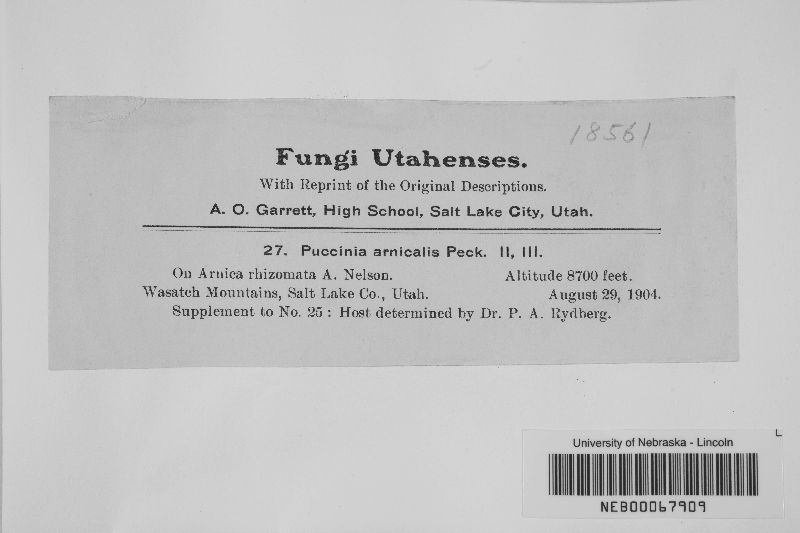 18561
Fungi Utahenses.
With Reprint of the Original Descriptions.
A. O. Garrett, High School, Salt Lake City, Utah.
27. Puccinia arnicalis Peck. II, III.
On Arnica rhizomata A. Nelson. Altitude 8700 feet.
Wasatch Mountains, Salt Lake Co., Utah. August 29, 1904.
Supplement to No. 25 : Host determined by Dr. P. A. Rydberg.
L
University of Nebraska - Lincoln
NEB00067909